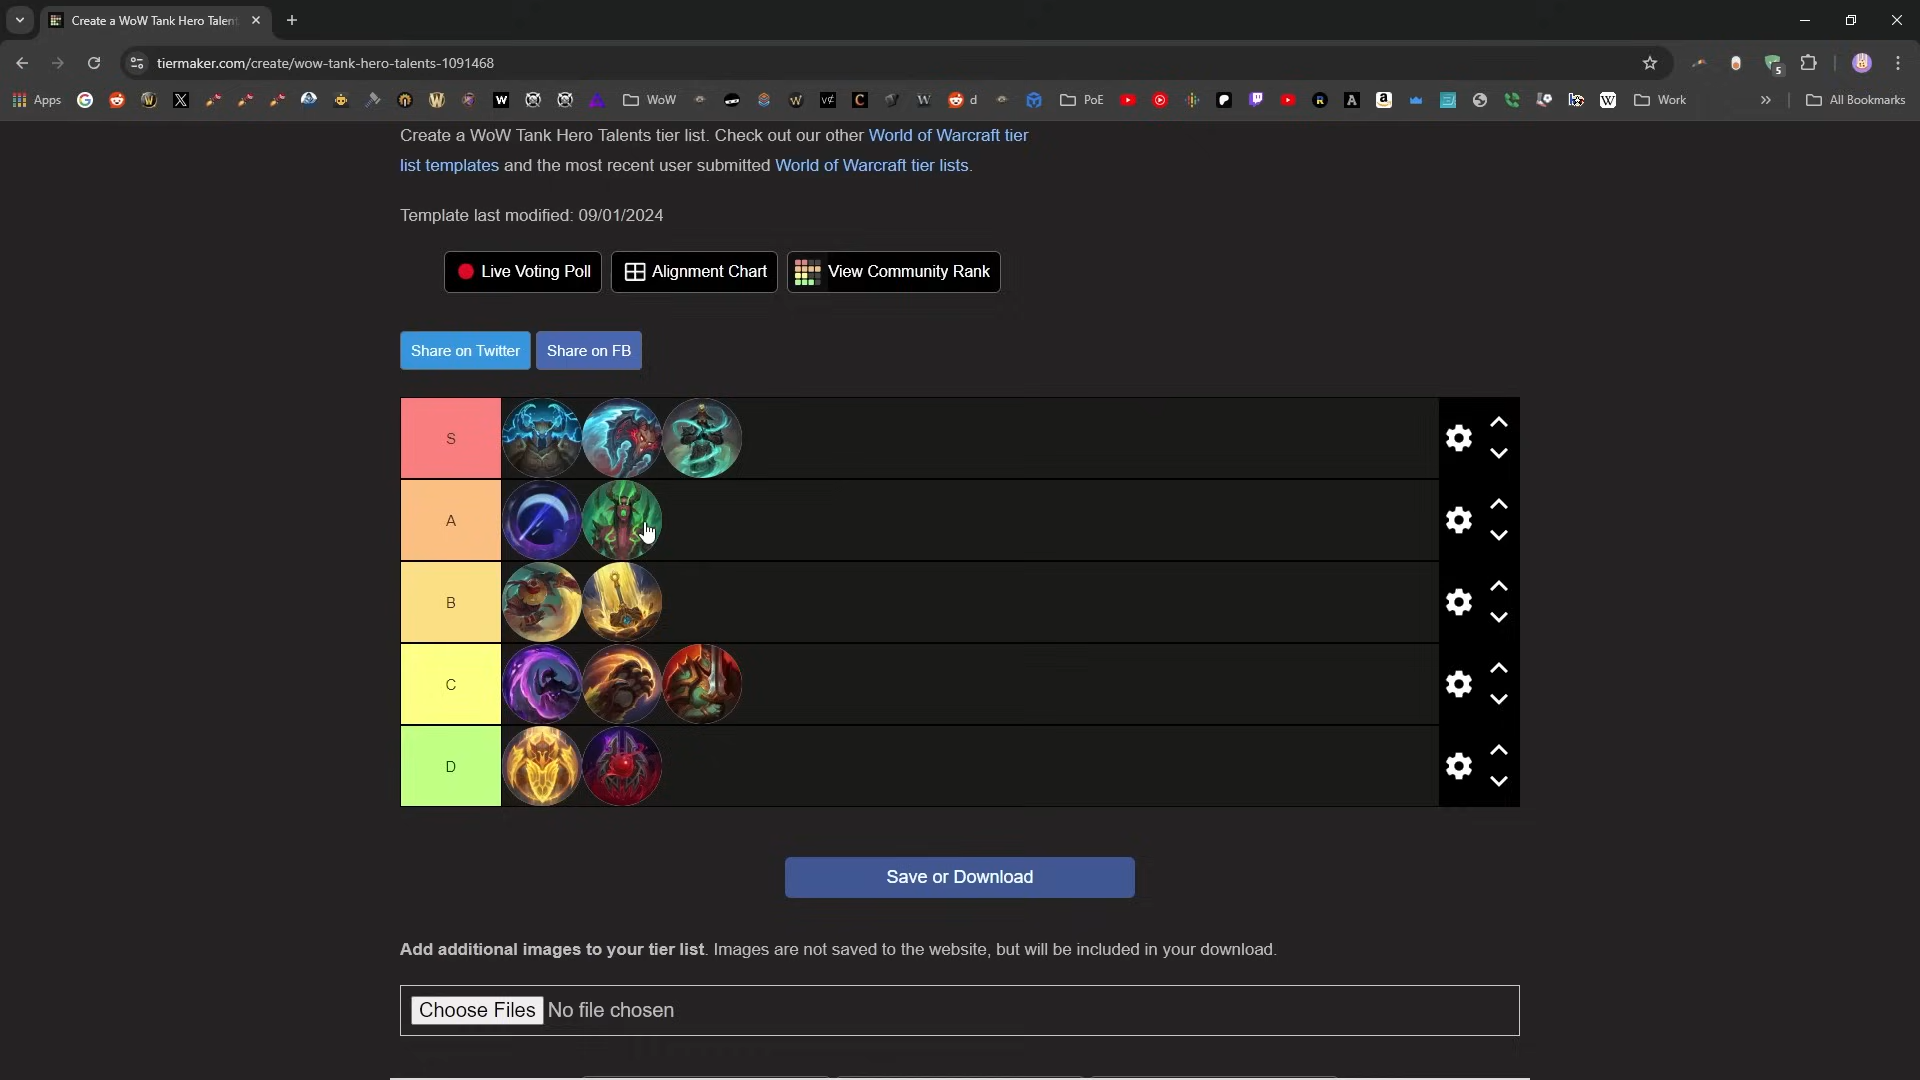 Create a WoW Tank Hero Talent
tiermaker.com/create/wow-tank-hero-talents-1091468
5
Apps
WoW
d
PoE
Work
All Bookmarks
Create a WoW Tank Hero Talents tier list. Check out our other World of Warcraft tier
list templates and the most recent user submitted World of Warcraft tier lists.
Template last modified: 09/01/2024
Live Voting Poll
Alignment Chart
View Community Rank
Share on Twitter
Share on FB
S
A
B
C
D
Save or Download
Add additional images to your tier list. Images are not saved to the website, but will be included in your download.
Choose Files No file chosen